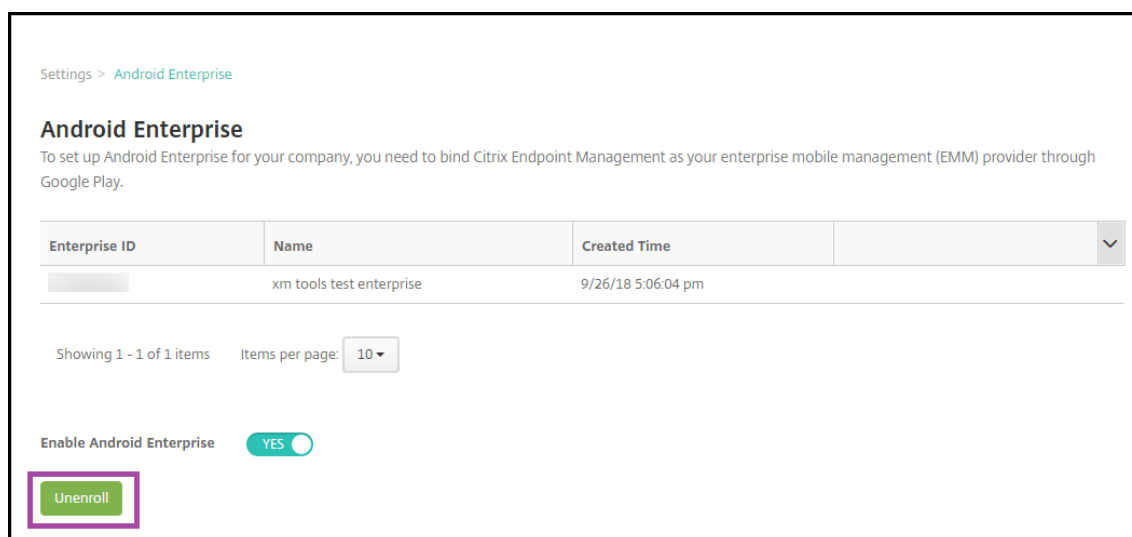 Settings > Android Enterprise
Android Enterprise
To set up Android Enterprise for your company, you need to bind Citrix Endpoint Management as your enterprise mobile management (EMM) provider through
Google Play.
Enterprise ID Name Created Time
xm tools test enterprise 9/26/18 5:06:04 pm
Showing 1 - 1 of 1 items Items per page: 10
Enable Android Enterprise YES
Unenroll